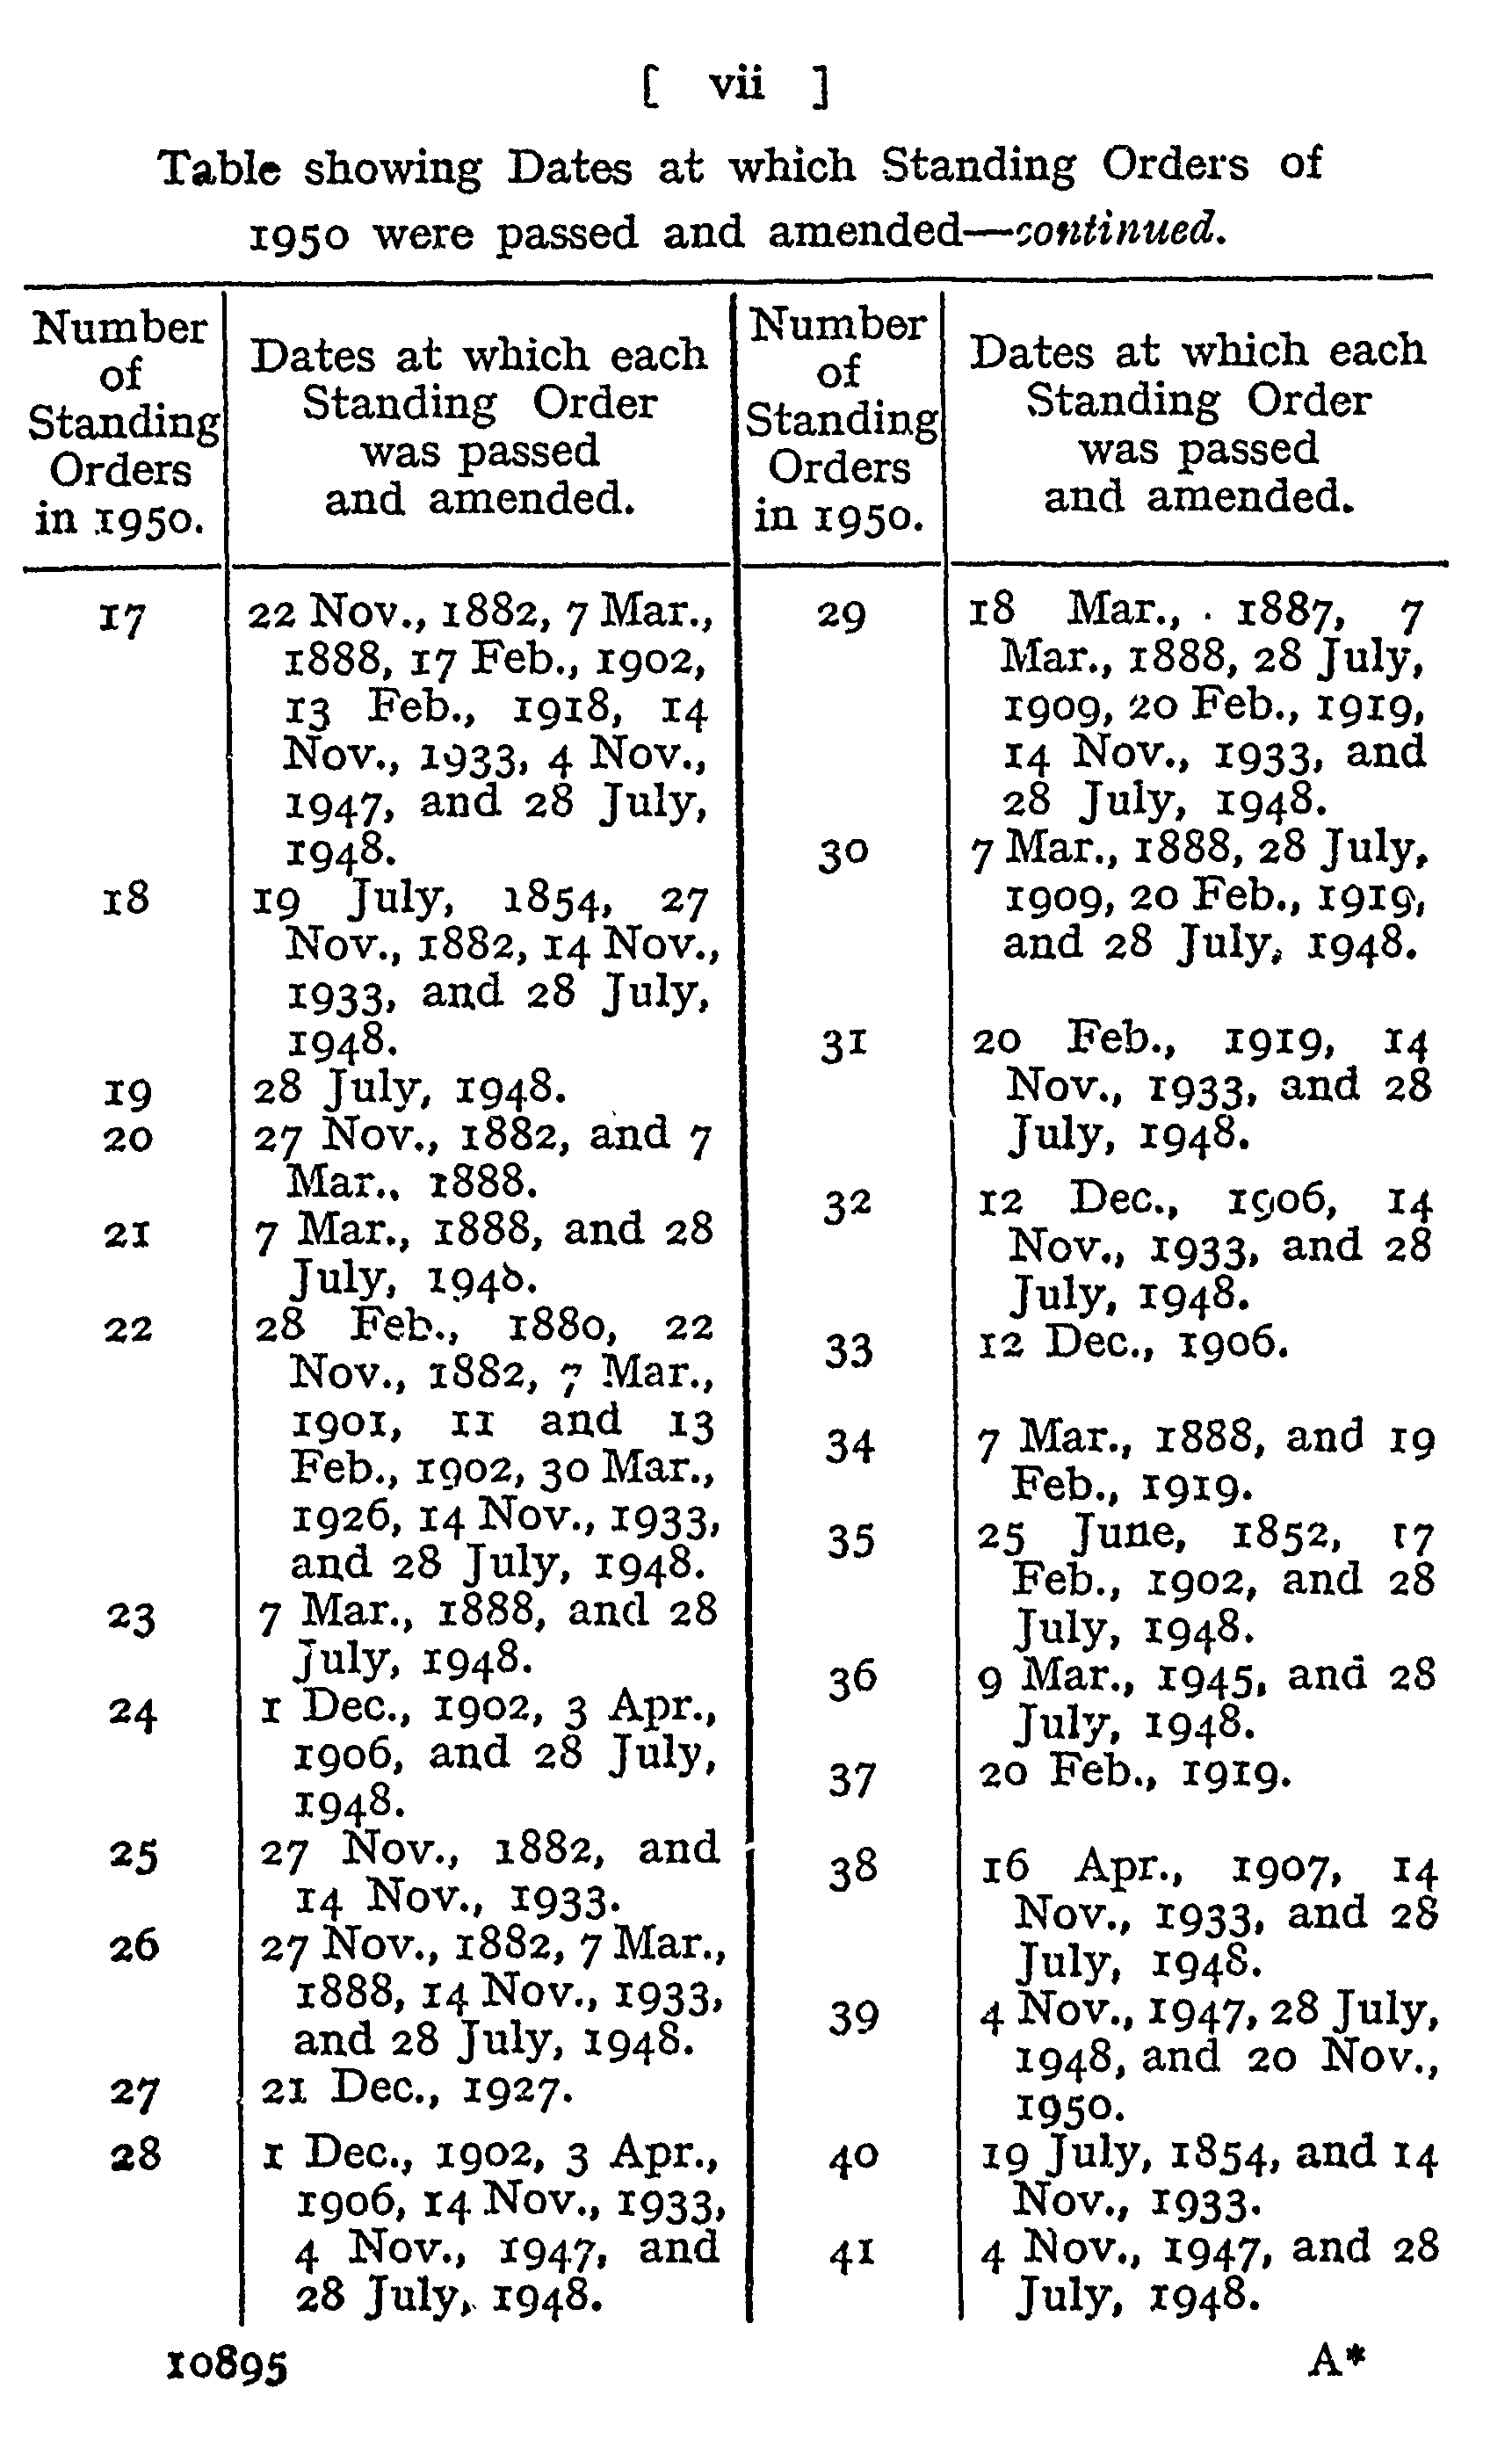 [ vii ]
Table showing Dates at which Standing Orders of
1950 were passed and amended—continued.
Number
of
Standing
Orders
in 1950.
Dates at which each
Standing Order
was passed
and amended.
Number
of
Standing
Orders
in 1950.
Dates at which each
Standing Order
was passed
and amended.
17 22 Nov., 1882, 7 Mar.,
1888, 17 Feb., 1902,
13 Feb., 1918, 14
Nov., 1933, 4 Nov.,
1947, and 28 July,
1948.
18 19 July, 1854, 27
Nov., 1882, 14 Nov.,
1933, and 28 July,
1948.
19 28 July, 1948.
20 27 Nov., 1882, and 7
Mar., 1888.
21 7 Mar., 1888, and 28
July, 1948.
22 28 Feb., 1880, 22
Nov., 1882, 7 Mar.,
1901, 11 and 13
Feb., 1902, 30 Mar.,
1926, 14 Nov., 1933,
and 28 July, 1948.
23 7 Mar., 1888, and 28
July, 1948.
24 1 Dec., 1902, 3 Apr.,
1906, and 28 July,
1948.
25 27 Nov., 1882, and
14 Nov., 1933.
26 27 Nov., 1882, 7 Mar.,
1888, 14 Nov., 1933,
and 28 July, 1948.
27 21 Dec., 1927.
28 1 Dec., 1902, 3 Apr.,
1906, 14 Nov., 1933,
4 Nov., 1947, and
28 July, 1948.
29 18 Mar., 1887, 7
Mar., 1888, 28 July,
1909, 20 Feb., 1919,
14 Nov., 1933, and
28 July, 1948.
30 7 Mar., 1888, 28 July,
1909, 20 Feb., 1919,
and 28 July, 1948.
31 20 Feb., 1919, 14
Nov., 1933, and 28
July, 1948.
32 12 Dec., 1906, 14
Nov., 1933, and 28
July, 1948.
33 12 Dec., 1906.
34 7 Mar., 1888, and 19
Feb., 1919.
35 25 June, 1852, 17
Feb., 1902, and 28
July, 1948.
36 9 Mar., 1945, and 28
July, 1948.
37 20 Feb., 1919.
38 16 Apr., 1907, 14
Nov., 1933, and 28
July, 1948.
39 4 Nov., 1947, 28 July,
1948, and 20 Nov.,
1950.
40 19 July, 1854, and 14
Nov., 1933.
41 4 Nov., 1947, and 28
July, 1948.
10895 A*